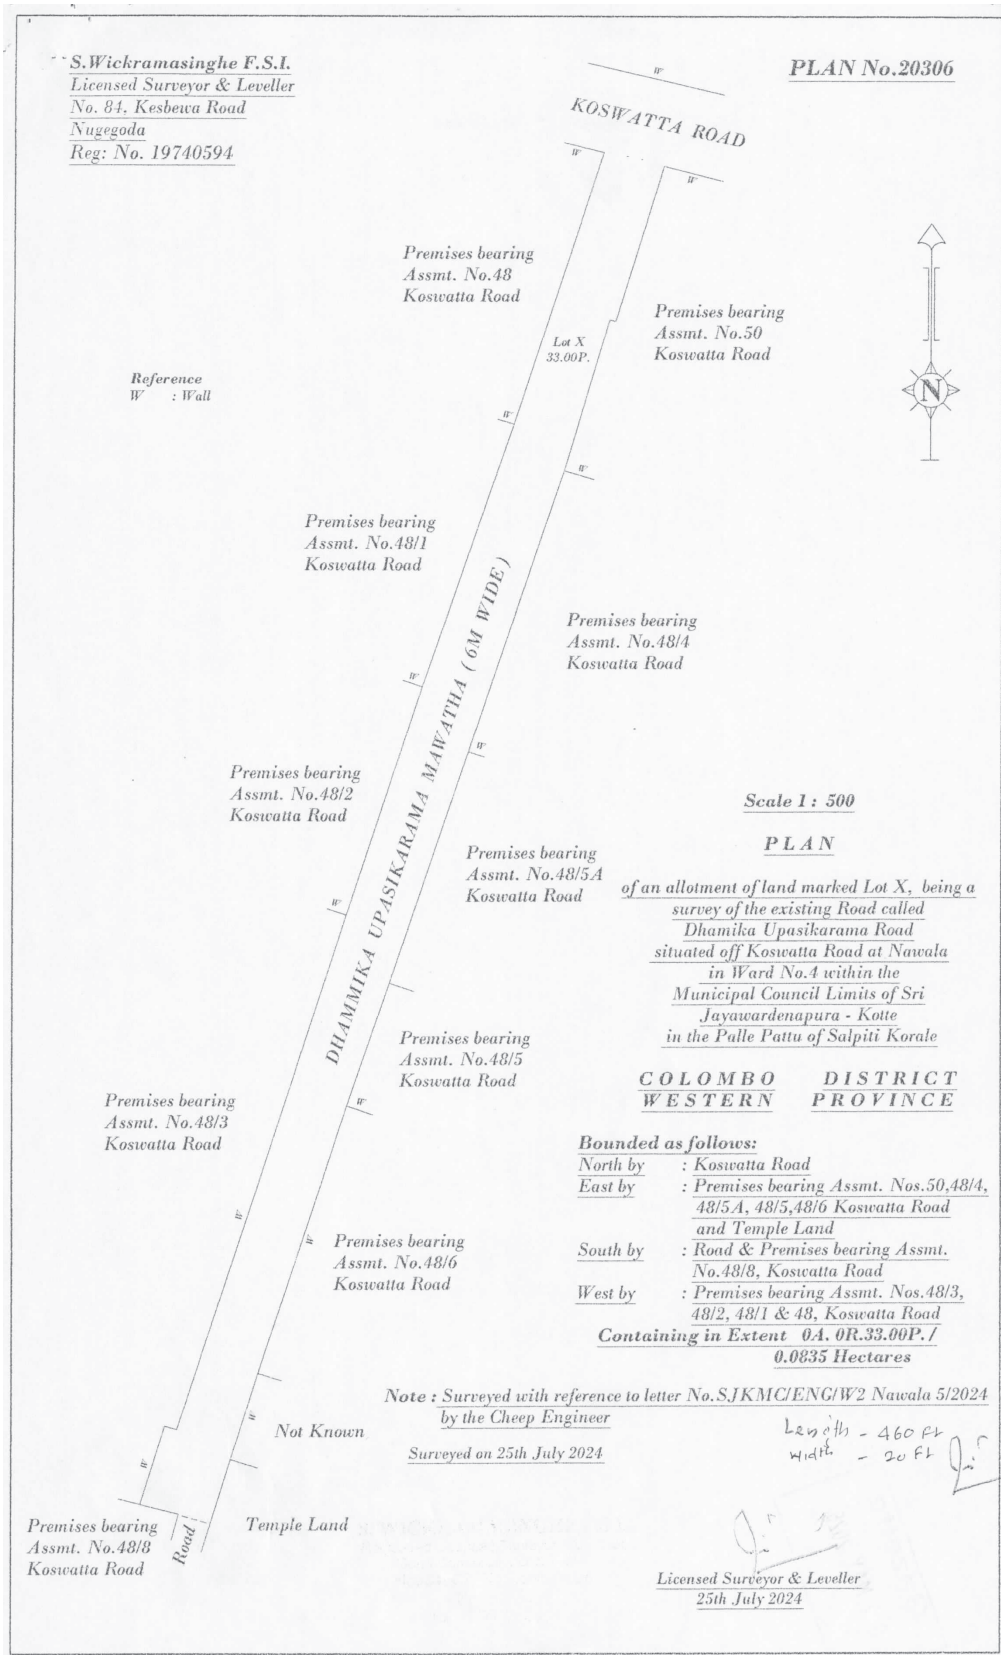 S.Wickramasinghe F.S.I.
Licensed Surveyor & Leveller
No. 84, Kesbewa Road
Nugegoda
Reg: No. 19740594
PLAN No.20306
W
KOSWATTA ROAD
W
W
Premises bearing
Assmt. No.48
Koswatta Road
Premises bearing
Assmt. No.50
Koswatta Road
Lot X
33.00P.
N
Reference
W : Wall
W
W
Premises bearing
Assmt. No.48/1
Koswatta Road
DHAMMIKA UPASIKARAMA MAWATHA ( 6M WIDE )
Premises bearing
Assmt. No.48/4
Koswatta Road
W
W
Premises bearing
Assmt. No.48/2
Koswatta Road
Premises bearing
Assmt. No.48/5A
Koswatta Road
W
Premises bearing
Assmt. No.48/5
Koswatta Road
W
Premises bearing
Assmt. No.48/3
Koswatta Road
W
W
Premises bearing
Assmt. No.48/6
Koswatta Road
W
Not Known
W
Temple Land
Road
Premises bearing
Assmt. No.48/8
Koswatta Road
Scale 1 : 500
PLAN
of an allotment of land marked Lot X, being a
survey of the existing Road called
Dhamika Upasikarama Road
situated off Koswatta Road at Nawala
in Ward No.4 within the
Municipal Council Limits of Sri
Jayawardenapura - Kotte
in the Palle Pattu of Salpiti Korale
COLOMBO DISTRICT
WESTERN PROVINCE
Bounded as follows:
North by : Koswatta Road
East by : Premises bearing Assmt. Nos.50,48/4,
48/5A, 48/5,48/6 Koswatta Road
and Temple Land
South by : Road & Premises bearing Assmt.
No.48/8, Koswatta Road
West by : Premises bearing Assmt. Nos.48/3,
48/2, 48/1 & 48, Koswatta Road
Containing in Extent 0A. 0R.33.00P. /
0.0835 Hectares
Note : Surveyed with reference to letter No.SJKMC/ENG/W2 Nawala 5/2024
by the Cheep Engineer
Surveyed on 25th July 2024
Length - 460 Ft
width - 20 Ft
Licensed Surveyor & Leveller
25th July 2024